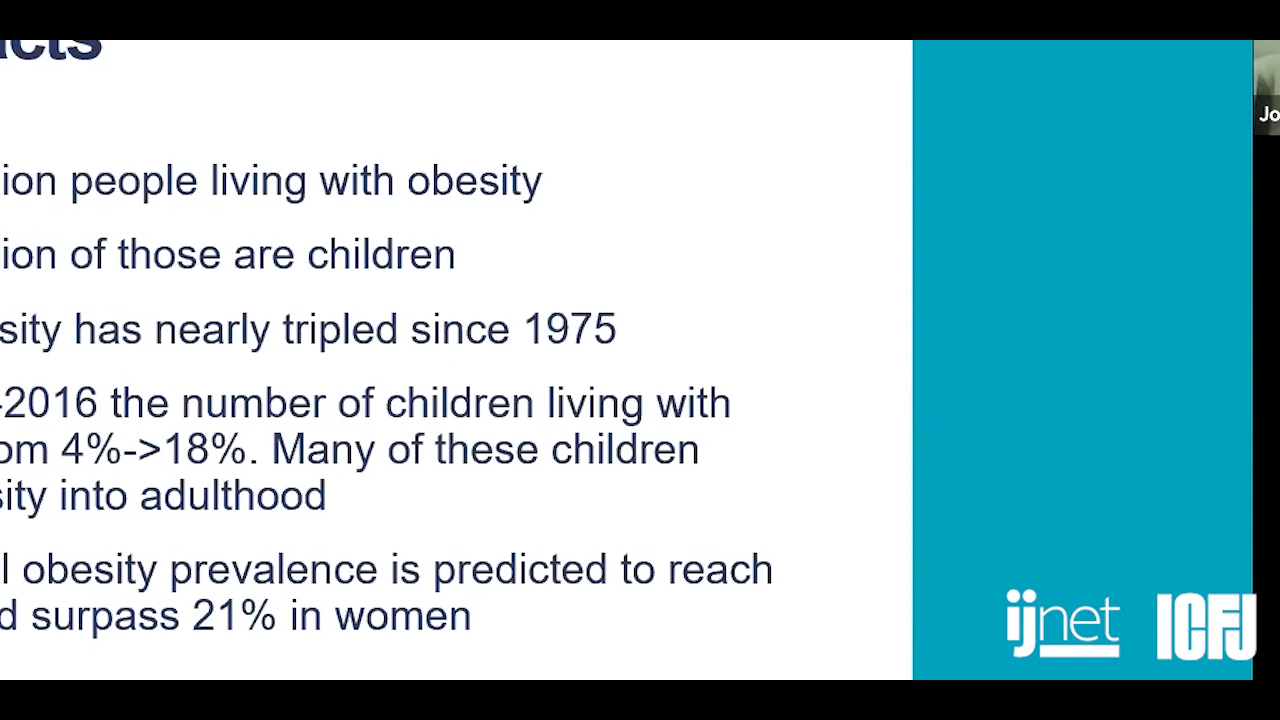 acts
ion people living with obesity
ion of those are children
sity has nearly tripled since 1975
-2016 the number of children living with
om 4%->18%. Many of these children
sity into adulthood
l obesity prevalence is predicted to reach
d surpass 21% in women
ijnet ICFJ
Jo